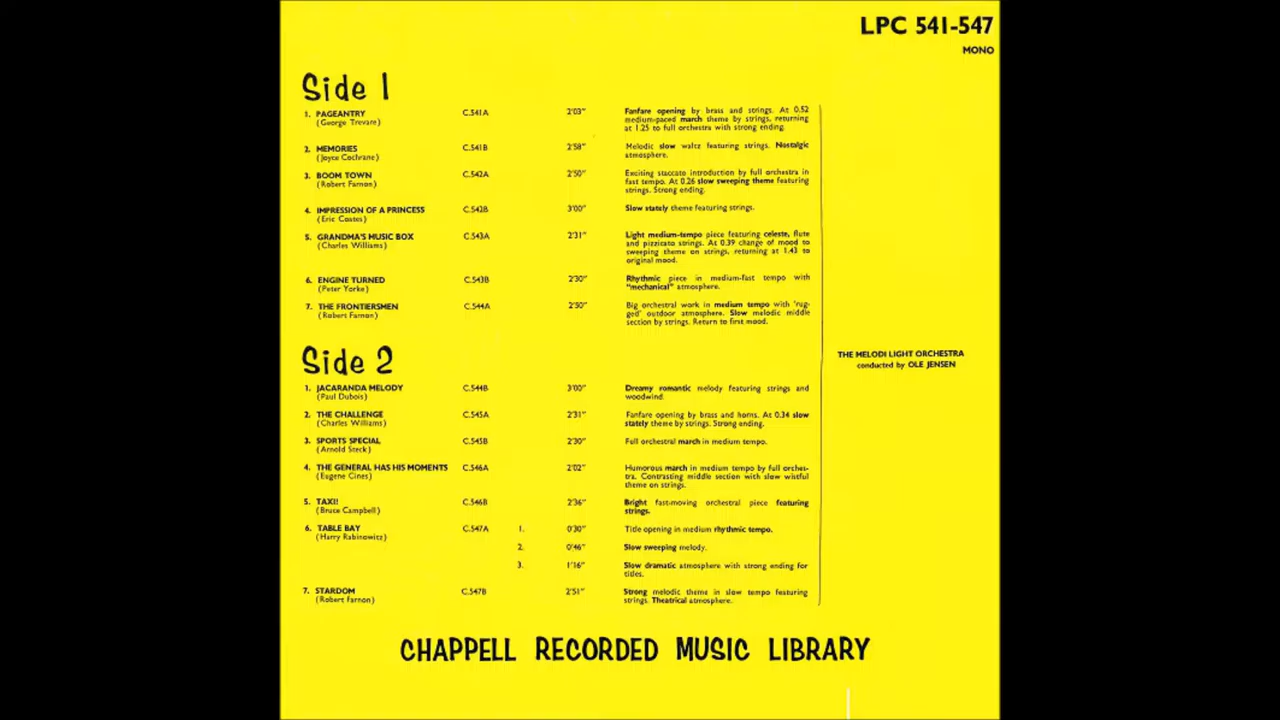 LPC 541-547
MONO
Side 1
1. PAGEANTRY C.541A 2'03" Fanfare opening by brass and strings. At 0.52
(George Trevare) medium-paced march theme by strings, returning
at 1.25 to full orchestra with strong ending.
2. MEMORIES C.541B 2'58" Melodic slow waltz featuring strings. Nostalgic
(Joyce Cochrane) atmosphere.
3. BOOM TOWN C.542A 2'50" Exciting staccato introduction by full orchestra in
(Robert Farnon) fast tempo. At 0.26 slow sweeping theme featuring
strings. Strong ending.
4. IMPRESSION OF A PRINCESS C.542B 3'00" Slow stately theme featuring strings.
(Eric Coates)
5. GRANDMA'S MUSIC BOX C.543A 2'31" Light medium-tempo piece featuring celeste, flute
(Charles Williams) and pizzicato strings. At 0.39 change of mood to
sweeping theme on strings, returning at 1.43 to
original mood.
6. ENGINE TURNED C.543B 2'30" Rhythmic piece in medium-fast tempo with
(Peter Yorke) "mechanical" atmosphere.
7. THE FRONTIERSMEN C.544A 2'50" Big orchestral work in medium tempo with 'rug-
(Robert Farnon) ged' outdoor atmosphere. Slow melodic middle
section by strings. Return to first mood.
Side 2
THE MELODI LIGHT ORCHESTRA
conducted by OLE JENSEN
1. JACARANDA MELODY C.544B 3'00" Dreamy romantic melody featuring strings and
(Paul Dubois) woodwind.
2. THE CHALLENGE C.545A 2'31" Fanfare opening by brass and horns. At 0.34 slow
(Charles Williams) stately theme by strings. Strong ending.
3. SPORTS SPECIAL C.545B 2'30" Full orchestral march in medium tempo.
(Arnold Steck)
4. THE GENERAL HAS HIS MOMENTS C.546A 2'02" Humorous march in medium tempo by full orches-
(Eugene Cines) tra. Contrasting middle section with slow wistful
theme on strings.
5. TAXI! C.546B 2'36" Bright fast-moving orchestral piece featuring
(Bruce Campbell) strings.
6. TABLE BAY C.547A 1. 0'30" Title opening in medium rhythmic tempo.
(Harry Rabinowitz)
2. 0'46" Slow sweeping melody.
3. 1'16" Slow dramatic atmosphere with strong ending for
titles.
7. STARDOM C.547B 2'51" Strong melodic theme in slow tempo featuring
(Robert Farnon) strings. Theatrical atmosphere.
CHAPPELL RECORDED MUSIC LIBRARY